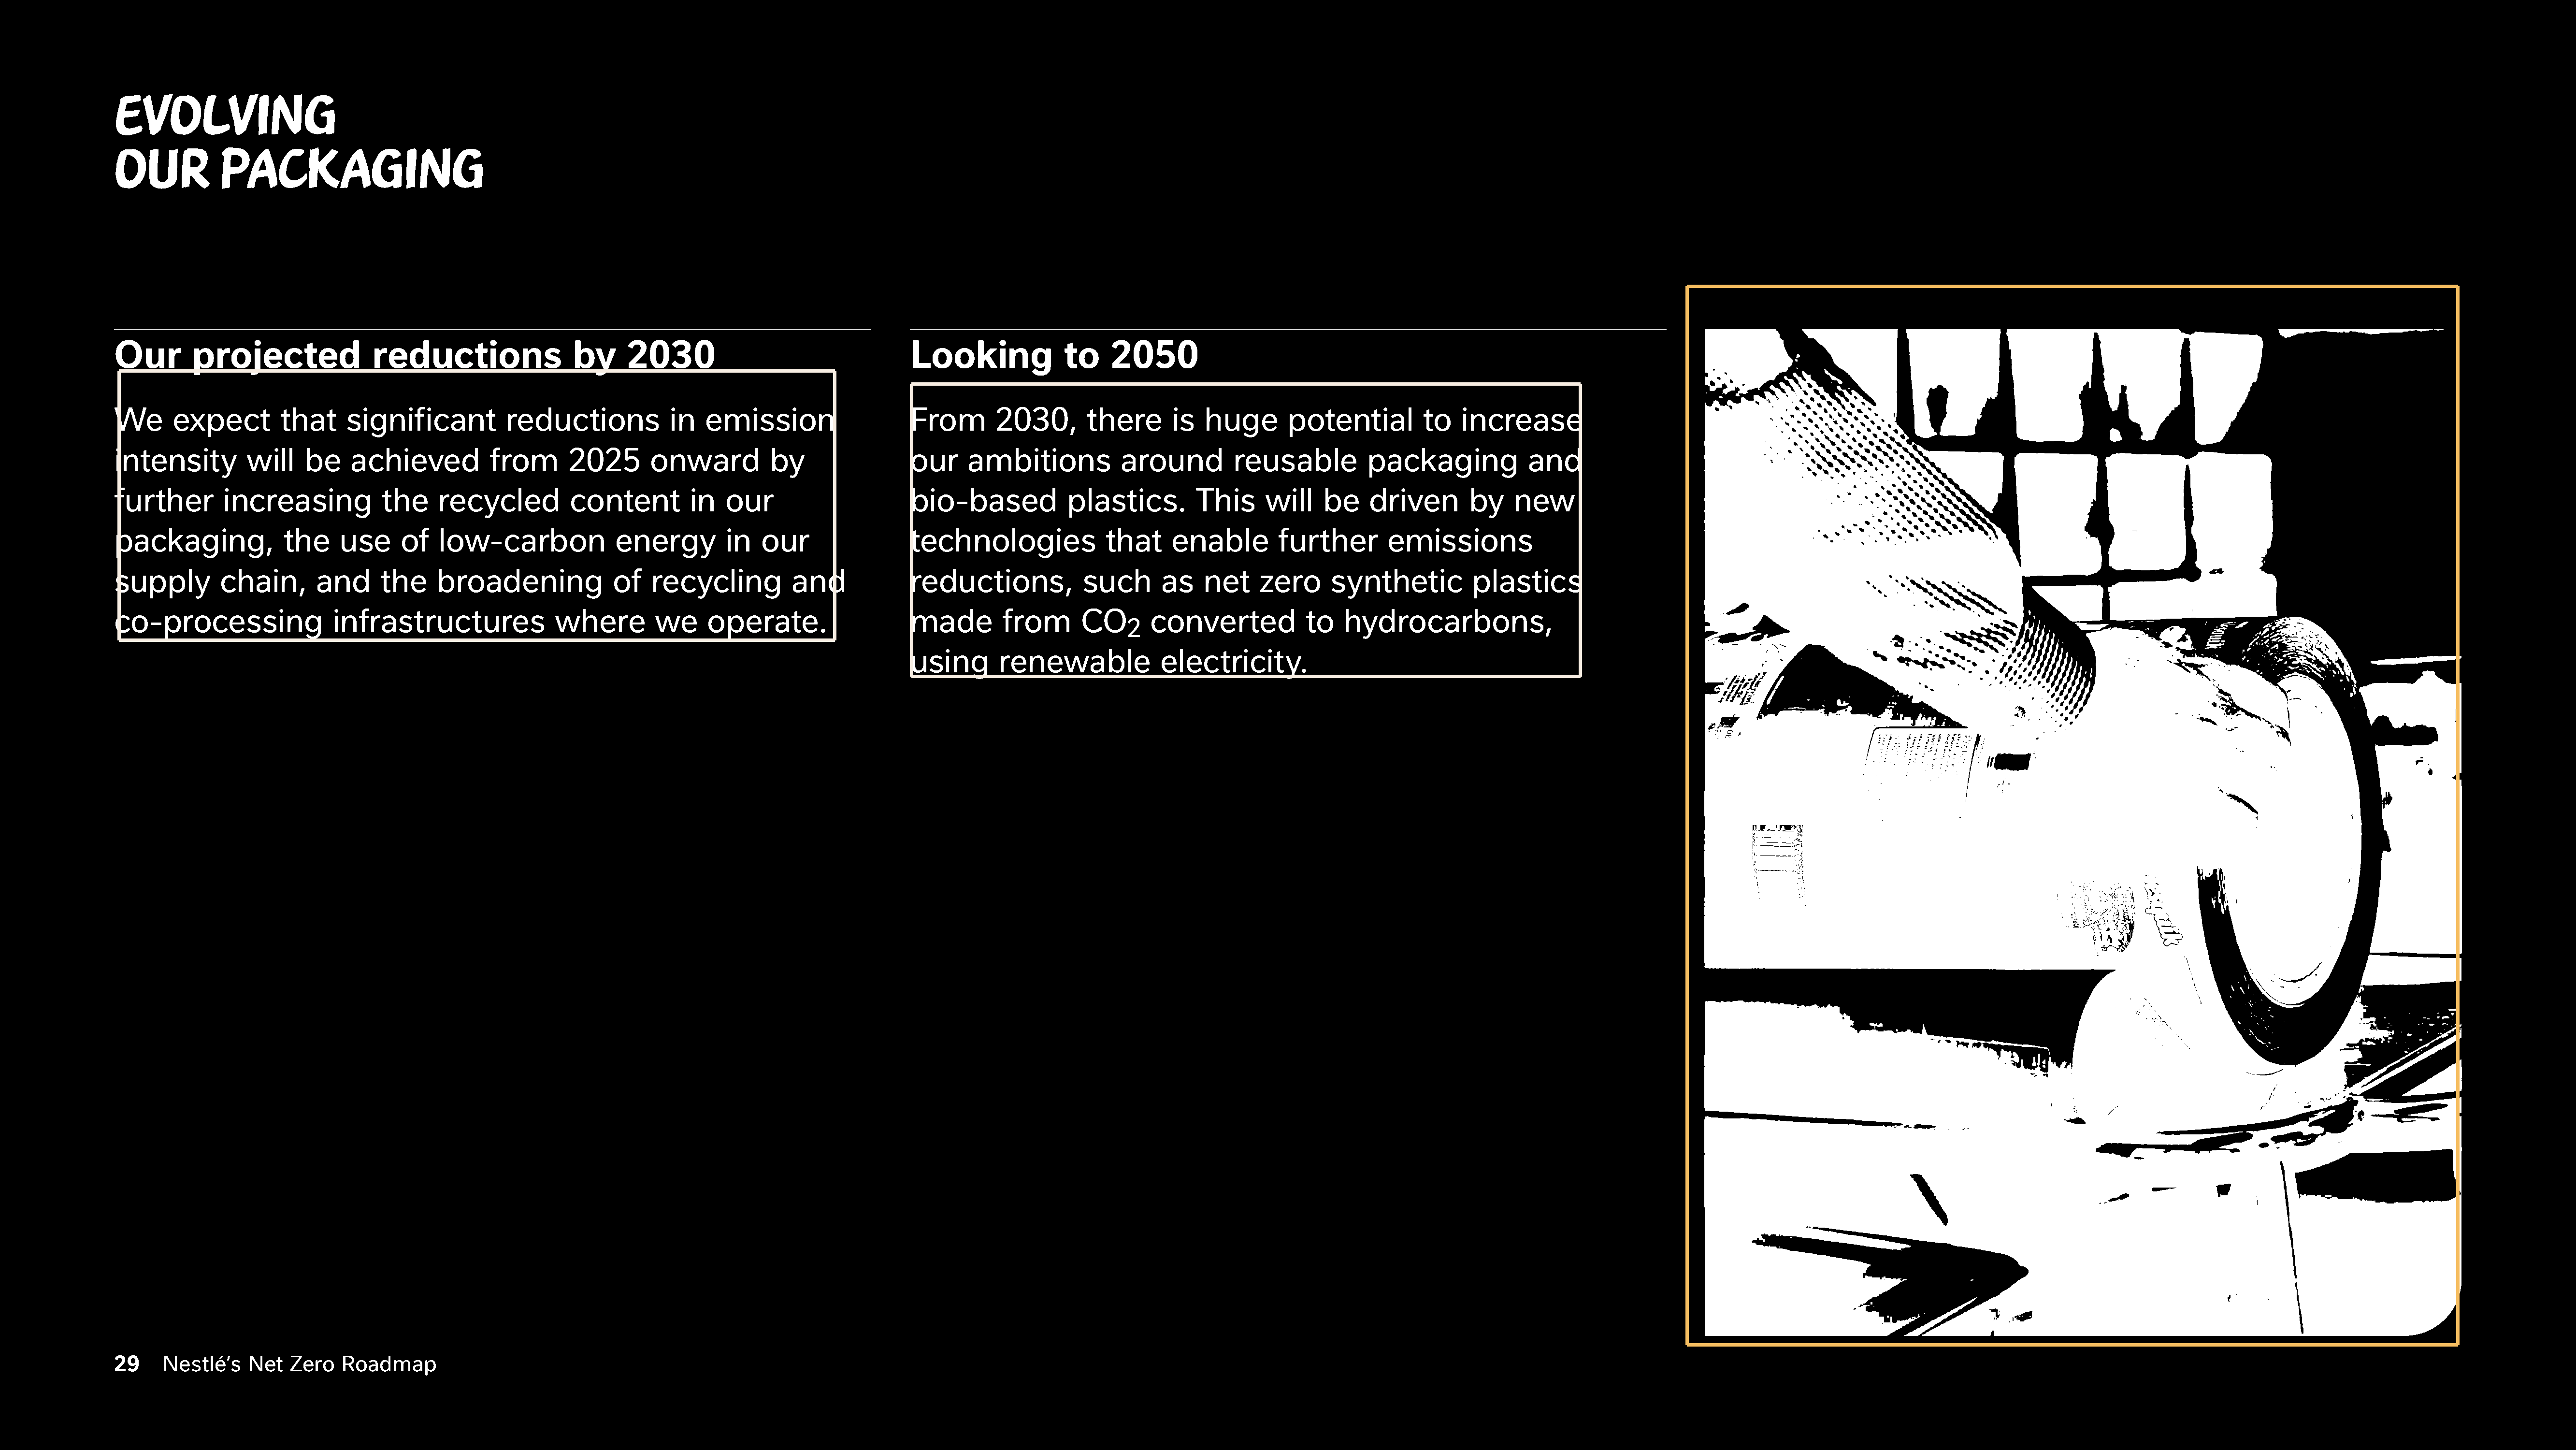 EVOLVING
OUR PACKAGING
Our projected reductions by 2030
We expect that significant reductions in emission
intensity will be achieved from 2025 onward by
further increasing the recycled content in our
packaging, the use of low-carbon energy in our
supply chain, and the broadening of recycling and
co-processing infrastructures where we operate.
Looking to 2050
From 2030, there is huge potential to increase
our ambitions around reusable packaging and
bio-based plastics. This will be driven by new
technologies that enable further emissions
reductions, such as net zero synthetic plastics
made from CO2 converted to hydrocarbons,
using renewable electricity.
29 Nestlé’s Net Zero Roadmap